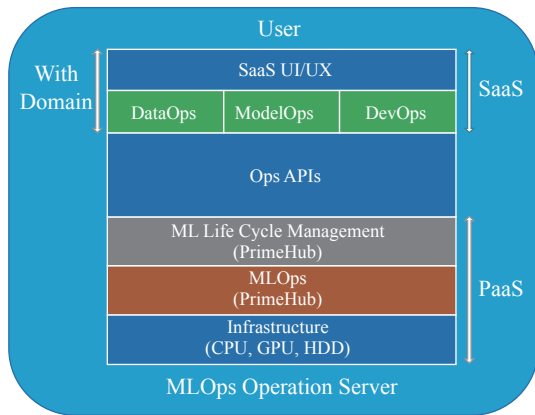 User
With
Domain
SaaS UI/UX
SaaS
DataOps
ModelOps
DevOps
Ops APIs
ML Life Cycle Management
(PrimeHub)
MLOps
(PrimeHub)
PaaS
Infrastructure
(CPU, GPU, HDD)
MLOps Operation Server